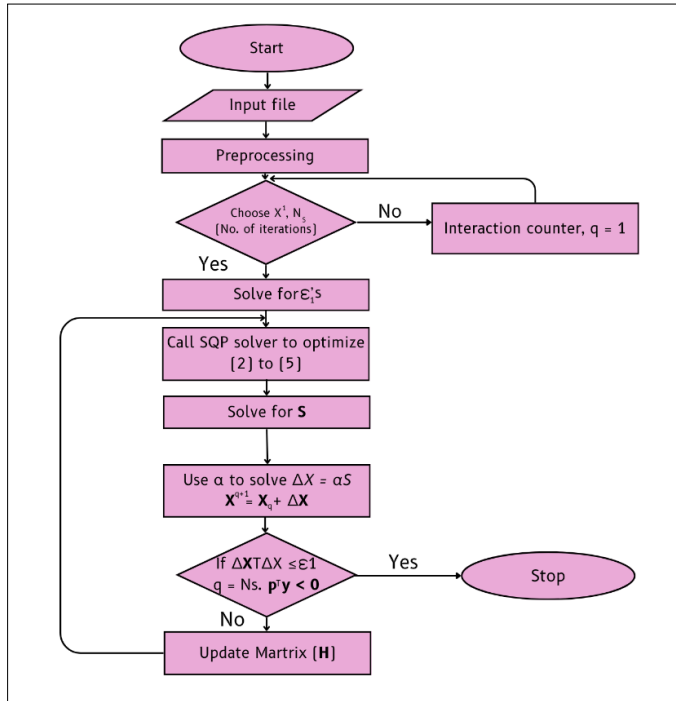 Start
Input file
Preprocessing
Choose X¹, Nₛ
(No. of iterations)
No
Interaction counter, q = 1
Yes
Solve for Ɛ₁'s
Call SQP solver to optimize
(2) to (5)
Solve for S
Use α to solve ΔX = αS
X^q+1 = X_q + ΔX
If ΔXTΔX ≤Ɛ1
q = Ns. pᵀy < 0
Yes
Stop
No
Update Martrix (H)